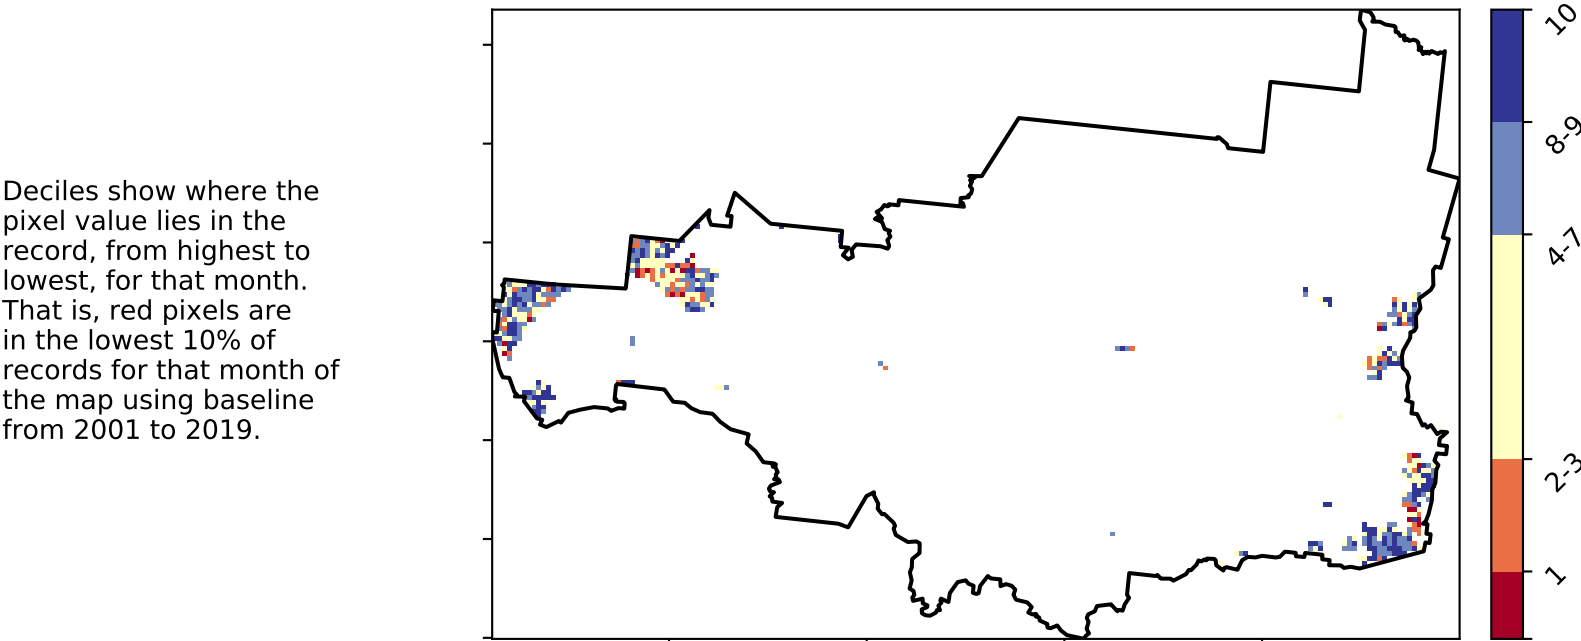 Deciles show where the
pixel value lies in the
record, from highest to
lowest, for that month.
That is, red pixels are
in the lowest 10% of
records for that month of
the map using baseline
from 2001 to 2019.
10
8-9
4-7
2-3
1